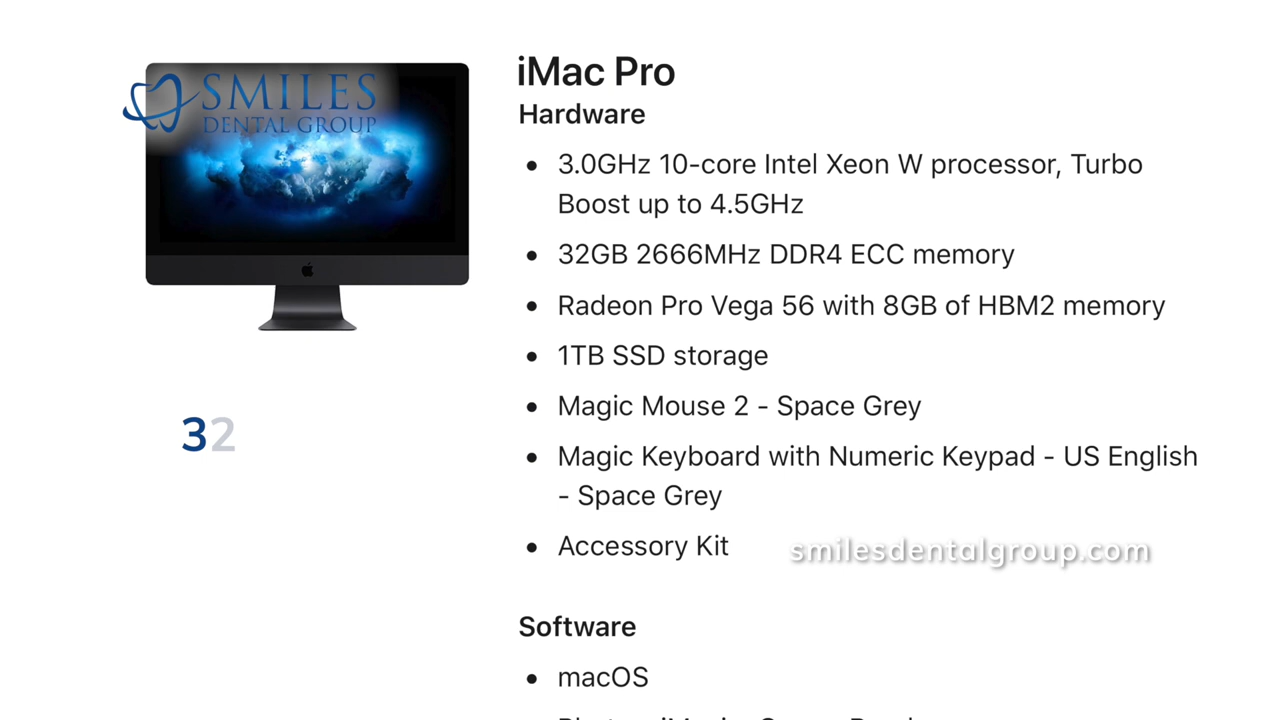 SMILES
DENTAL GROUP
iMac Pro
Hardware
• 3.0GHz 10-core Intel Xeon W processor, Turbo
Boost up to 4.5GHz
• 32GB 2666MHz DDR4 ECC memory
• Radeon Pro Vega 56 with 8GB of HBM2 memory
• 1TB SSD storage
• Magic Mouse 2 - Space Grey
32
• Magic Keyboard with Numeric Keypad - US English
- Space Grey
• Accessory Kit
smilesdentalgroup.com
Software
• macOS